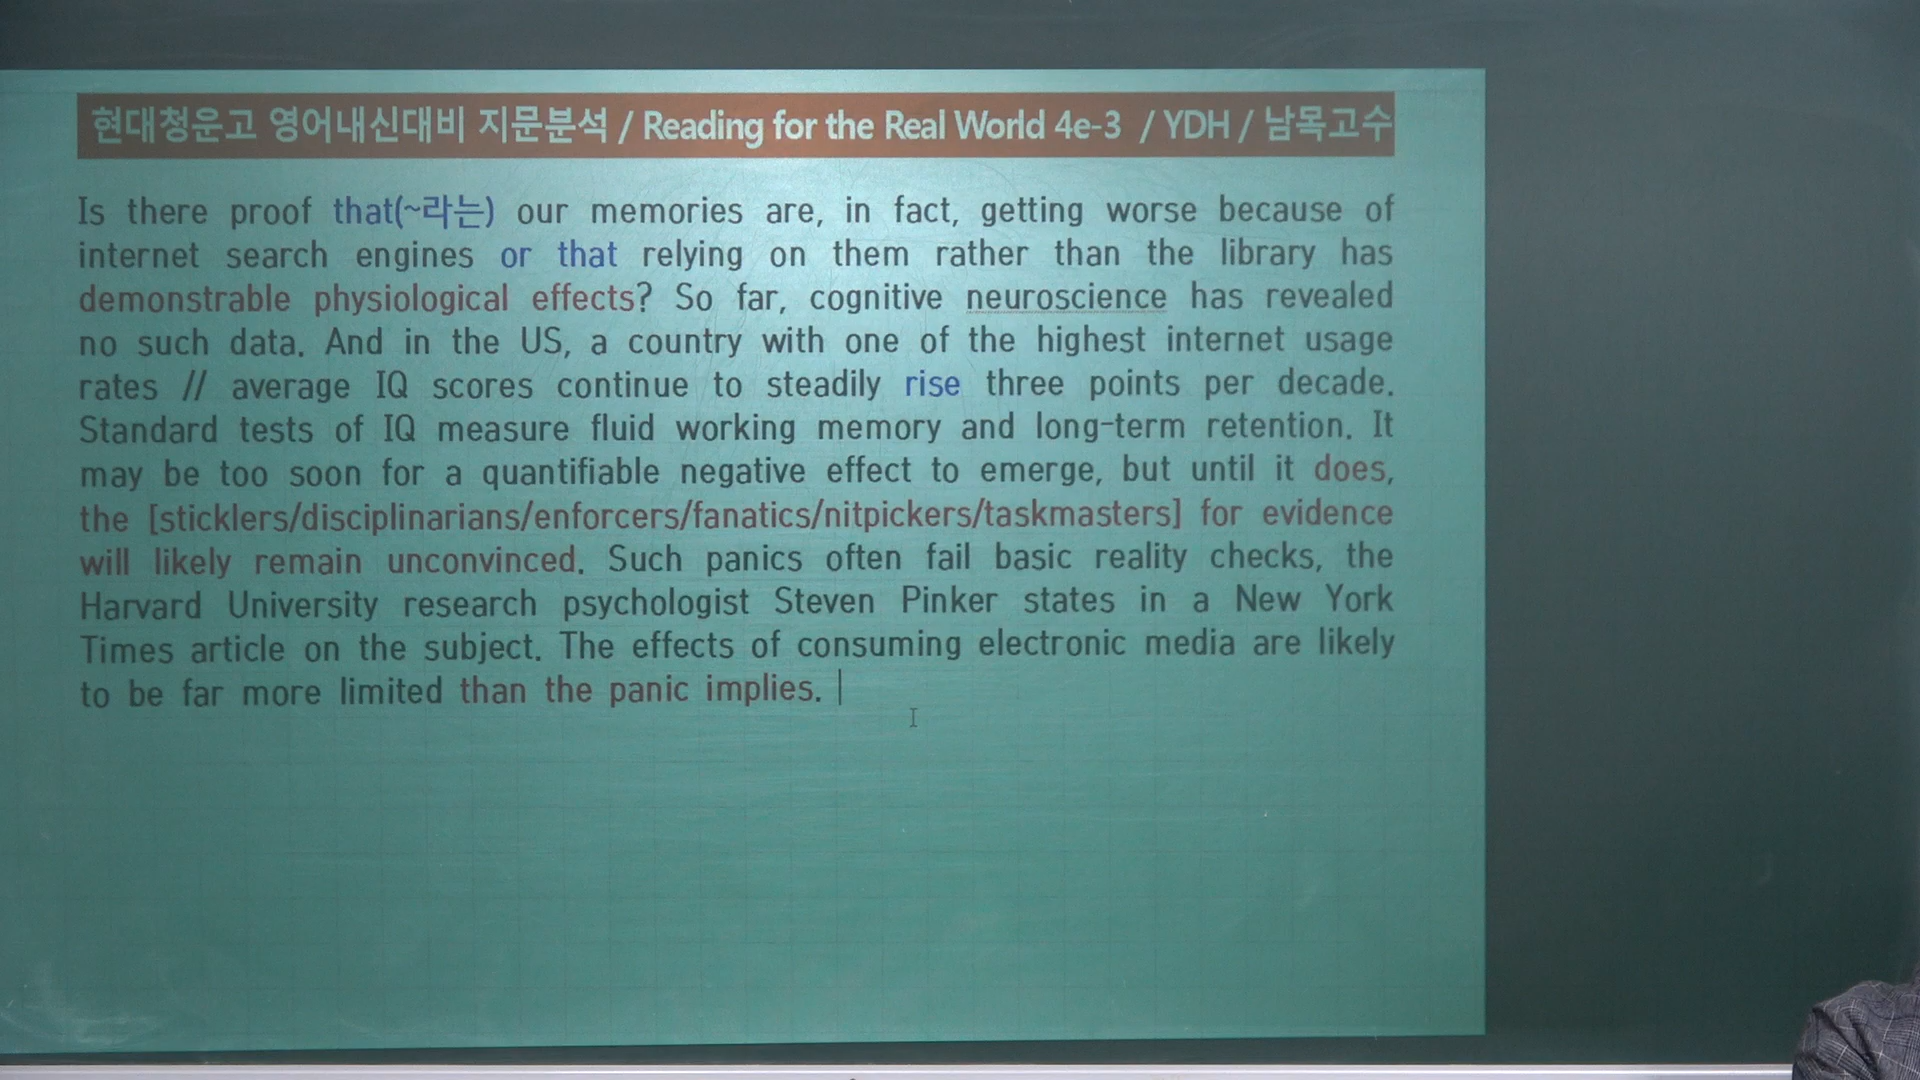 현대청운고 영어내신대비 지문분석 / Reading for the Real World 4e-3 / YDH / 남목고수
Is there proof that(~라는) our memories are, in fact, getting worse because of
internet search engines or that relying on them rather than the library has
demonstrable physiological effects? So far, cognitive neuroscience has revealed
no such data. And in the US, a country with one of the highest internet usage
rates // average IQ scores continue to steadily rise three points per decade.
Standard tests of IQ measure fluid working memory and long-term retention. It
may be too soon for a quantifiable negative effect to emerge, but until it does,
the [sticklers/disciplinarians/enforcers/fanatics/nitpickers/taskmasters] for evidence
will likely remain unconvinced. Such panics often fail basic reality checks, the
Harvard University research psychologist Steven Pinker states in a New York
Times article on the subject. The effects of consuming electronic media are likely
to be far more limited than the panic implies.